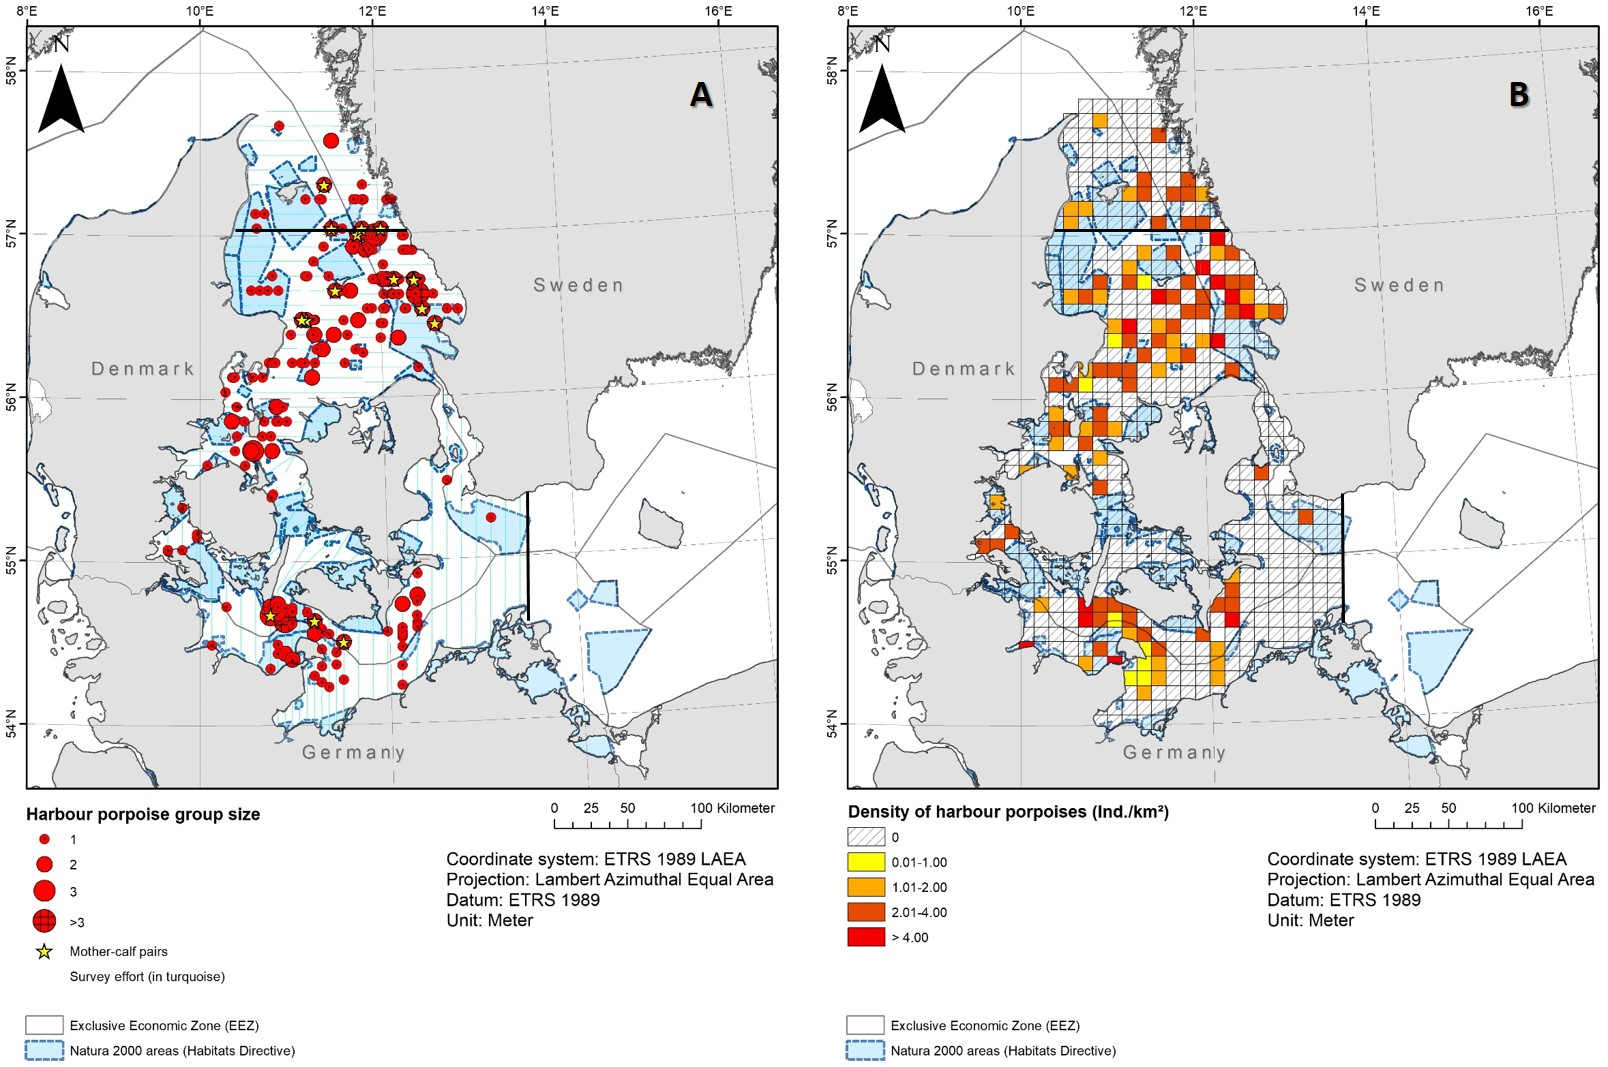 8°E 10°E 12°E 14°E 16°E
58°N
57°N
56°N
55°N
54°N
N
A
Sweden
Denmark
Germany
Harbour porpoise group size
1
2
3
>3
Mother-calf pairs
Survey effort (in turquoise)
Exclusive Economic Zone (EEZ)
Natura 2000 areas (Habitats Directive)
0 25 50 100 Kilometer
Coordinate system: ETRS 1989 LAEA
Projection: Lambert Azimuthal Equal Area
Datum: ETRS 1989
Unit: Meter
8°E 10°E 12°E 14°E 16°E
58°N
57°N
56°N
55°N
54°N
N
B
Sweden
Denmark
Germany
Density of harbour porpoises (Ind./km²)
0
0.01-1.00
1.01-2.00
2.01-4.00
> 4.00
Exclusive Economic Zone (EEZ)
Natura 2000 areas (Habitats Directive)
0 25 50 100 Kilometer
Coordinate system: ETRS 1989 LAEA
Projection: Lambert Azimuthal Equal Area
Datum: ETRS 1989
Unit: Meter